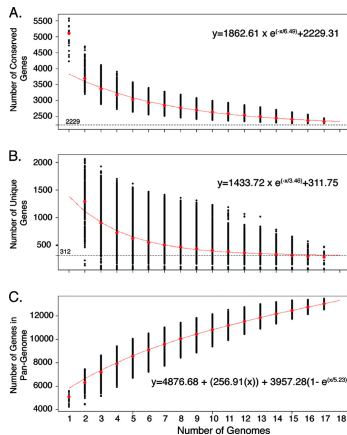 A.
5500
5000
4500
4000
3500
3000
2500
2229
Number of Conserved
Genes
y=1862.61 x e(-x/6.49)+2229.31
B.
2000
1500
1000
500
312
Number of Unique
Genes
y=1433.72 x e(-x/3.46)+311.75
C.
12000
10000
8000
6000
4000
Number of Genes in
Pan-Genome
y=4876.68 + (256.91(x)) + 3957.28(1- e(x/5.23))
1 2 3 4 5 6 7 8 9 10 11 12 13 14 15 16 17 18
Number of Genomes